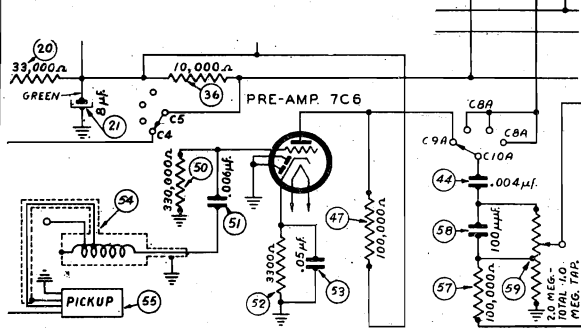 20
33,000Ω
GREEN
8 µf.
21
10,000Ω
36
C5
C4
PRE-AMP. 7C6
C8A
C8A
C9A
C10A
44
.004µf.
330,000Ω
50
.006µf.
51
54
47
100,000Ω
58
100µµf.
3300Ω
52
.05µf.
53
57
100,000Ω
59
2.0 MEG.-
TOTAL 1.0
MEG. TAP.
PICKUP
55